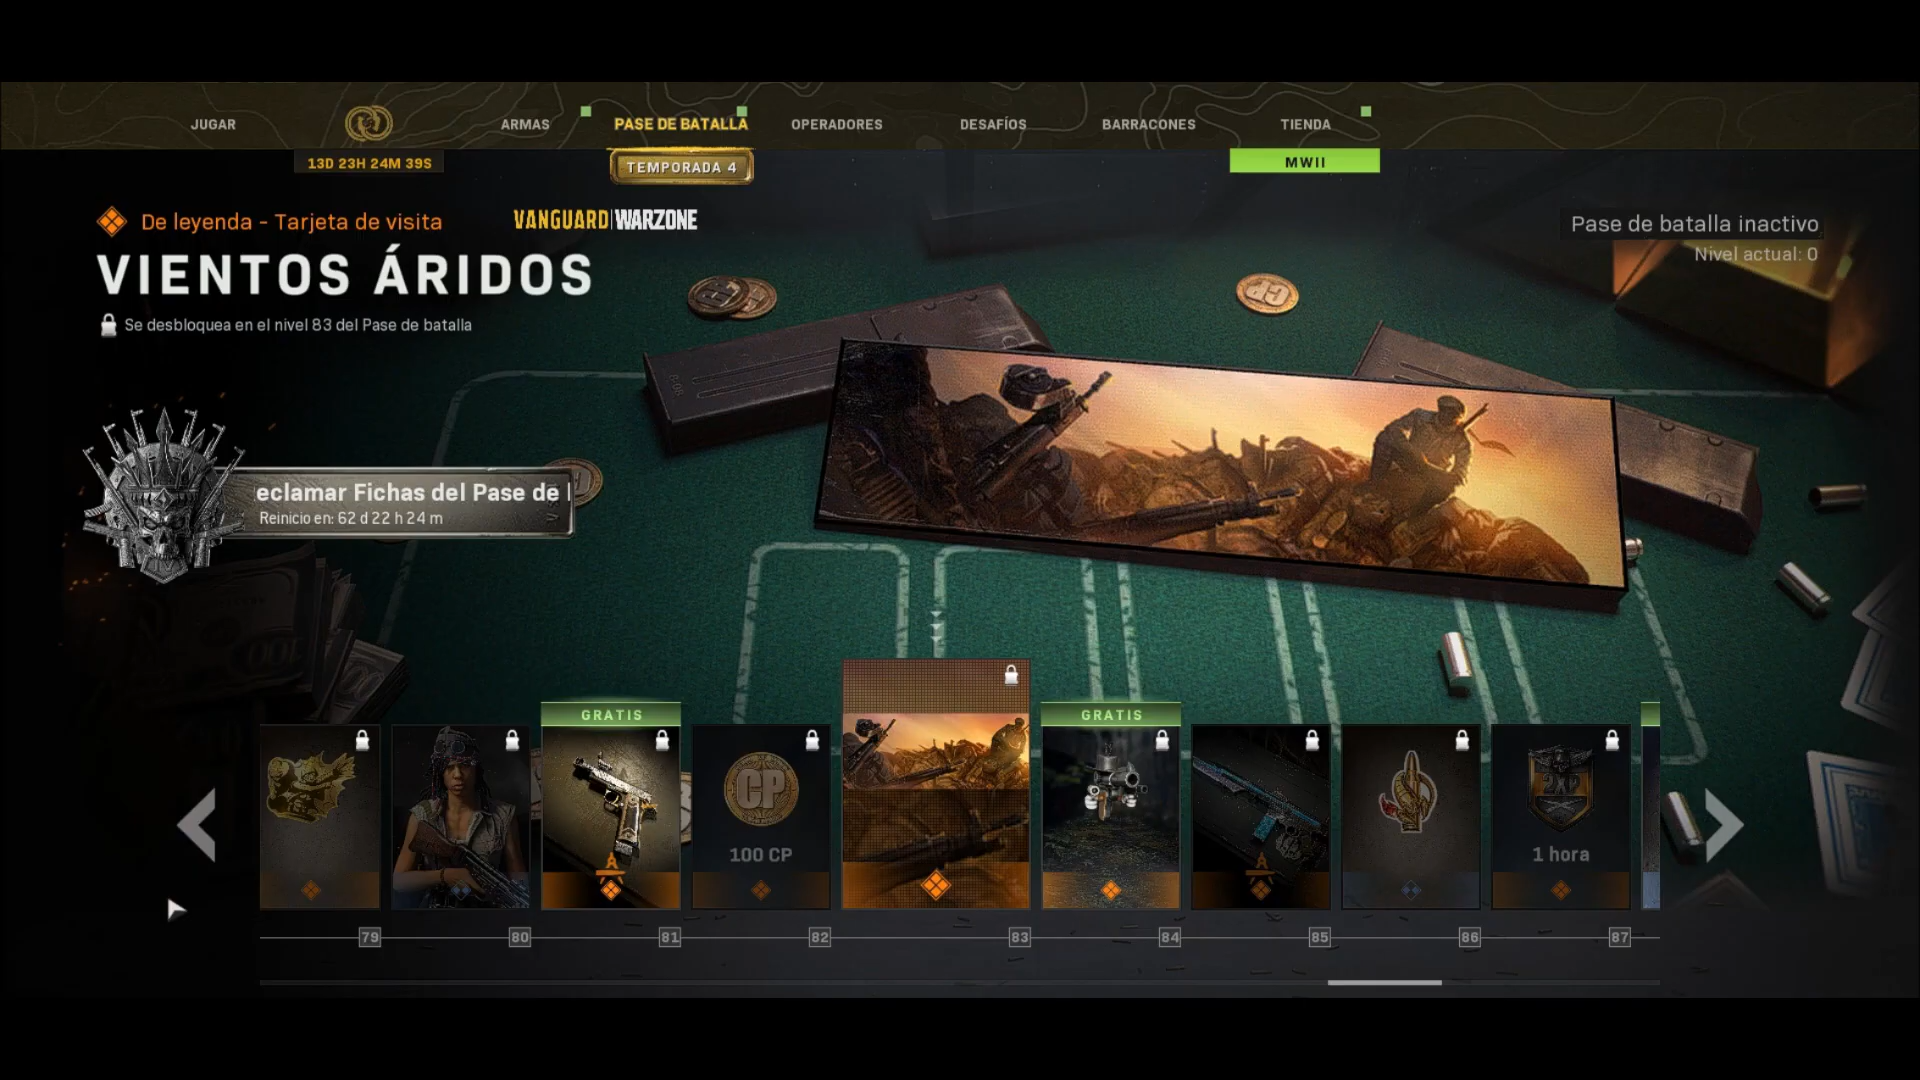 JUGAR
ARMAS
PASE DE BATALLA
OPERADORES
DESAFÍOS
BARRACONES
TIENDA
13D 23H 24M 39S
TEMPORADA 4
MWII
De leyenda - Tarjeta de visita
VANGUARD WARZONE
Pase de batalla inactivo
VIENTOS ÁRIDOS
Nivel actual: 0
Se desbloquea en el nivel 83 del Pase de batalla
eclamar Fichas del Pase de
Reinicio en: 62 d 22 h 24 m
GRATIS
GRATIS
CP
2XP
100 CP
1 hora
79
80
81
82
83
84
85
86
87